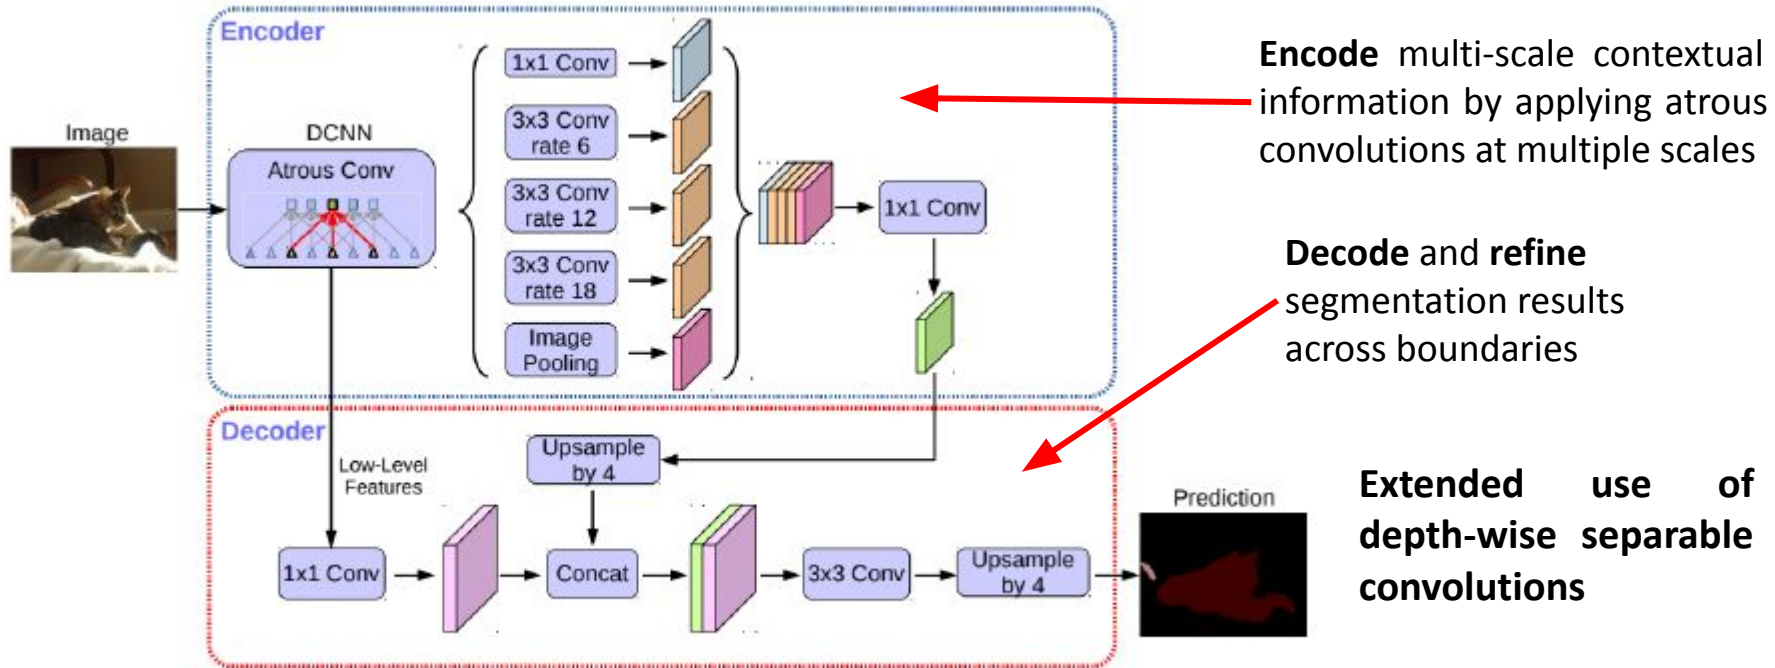 Encoder
Image
DCNN
Atrous Conv
1x1 Conv
3x3 Conv
rate 6
3x3 Conv
rate 12
3x3 Conv
rate 18
Image
Pooling
1x1 Conv
Encode multi-scale contextual
information by applying atrous
convolutions at multiple scales
Decode and refine
segmentation results
across boundaries
Decoder
Low-Level
Features
1x1 Conv
Upsample
by 4
Concat
3x3 Conv
Upsample
by 4
Prediction
Extended use of
depth-wise separable
convolutions